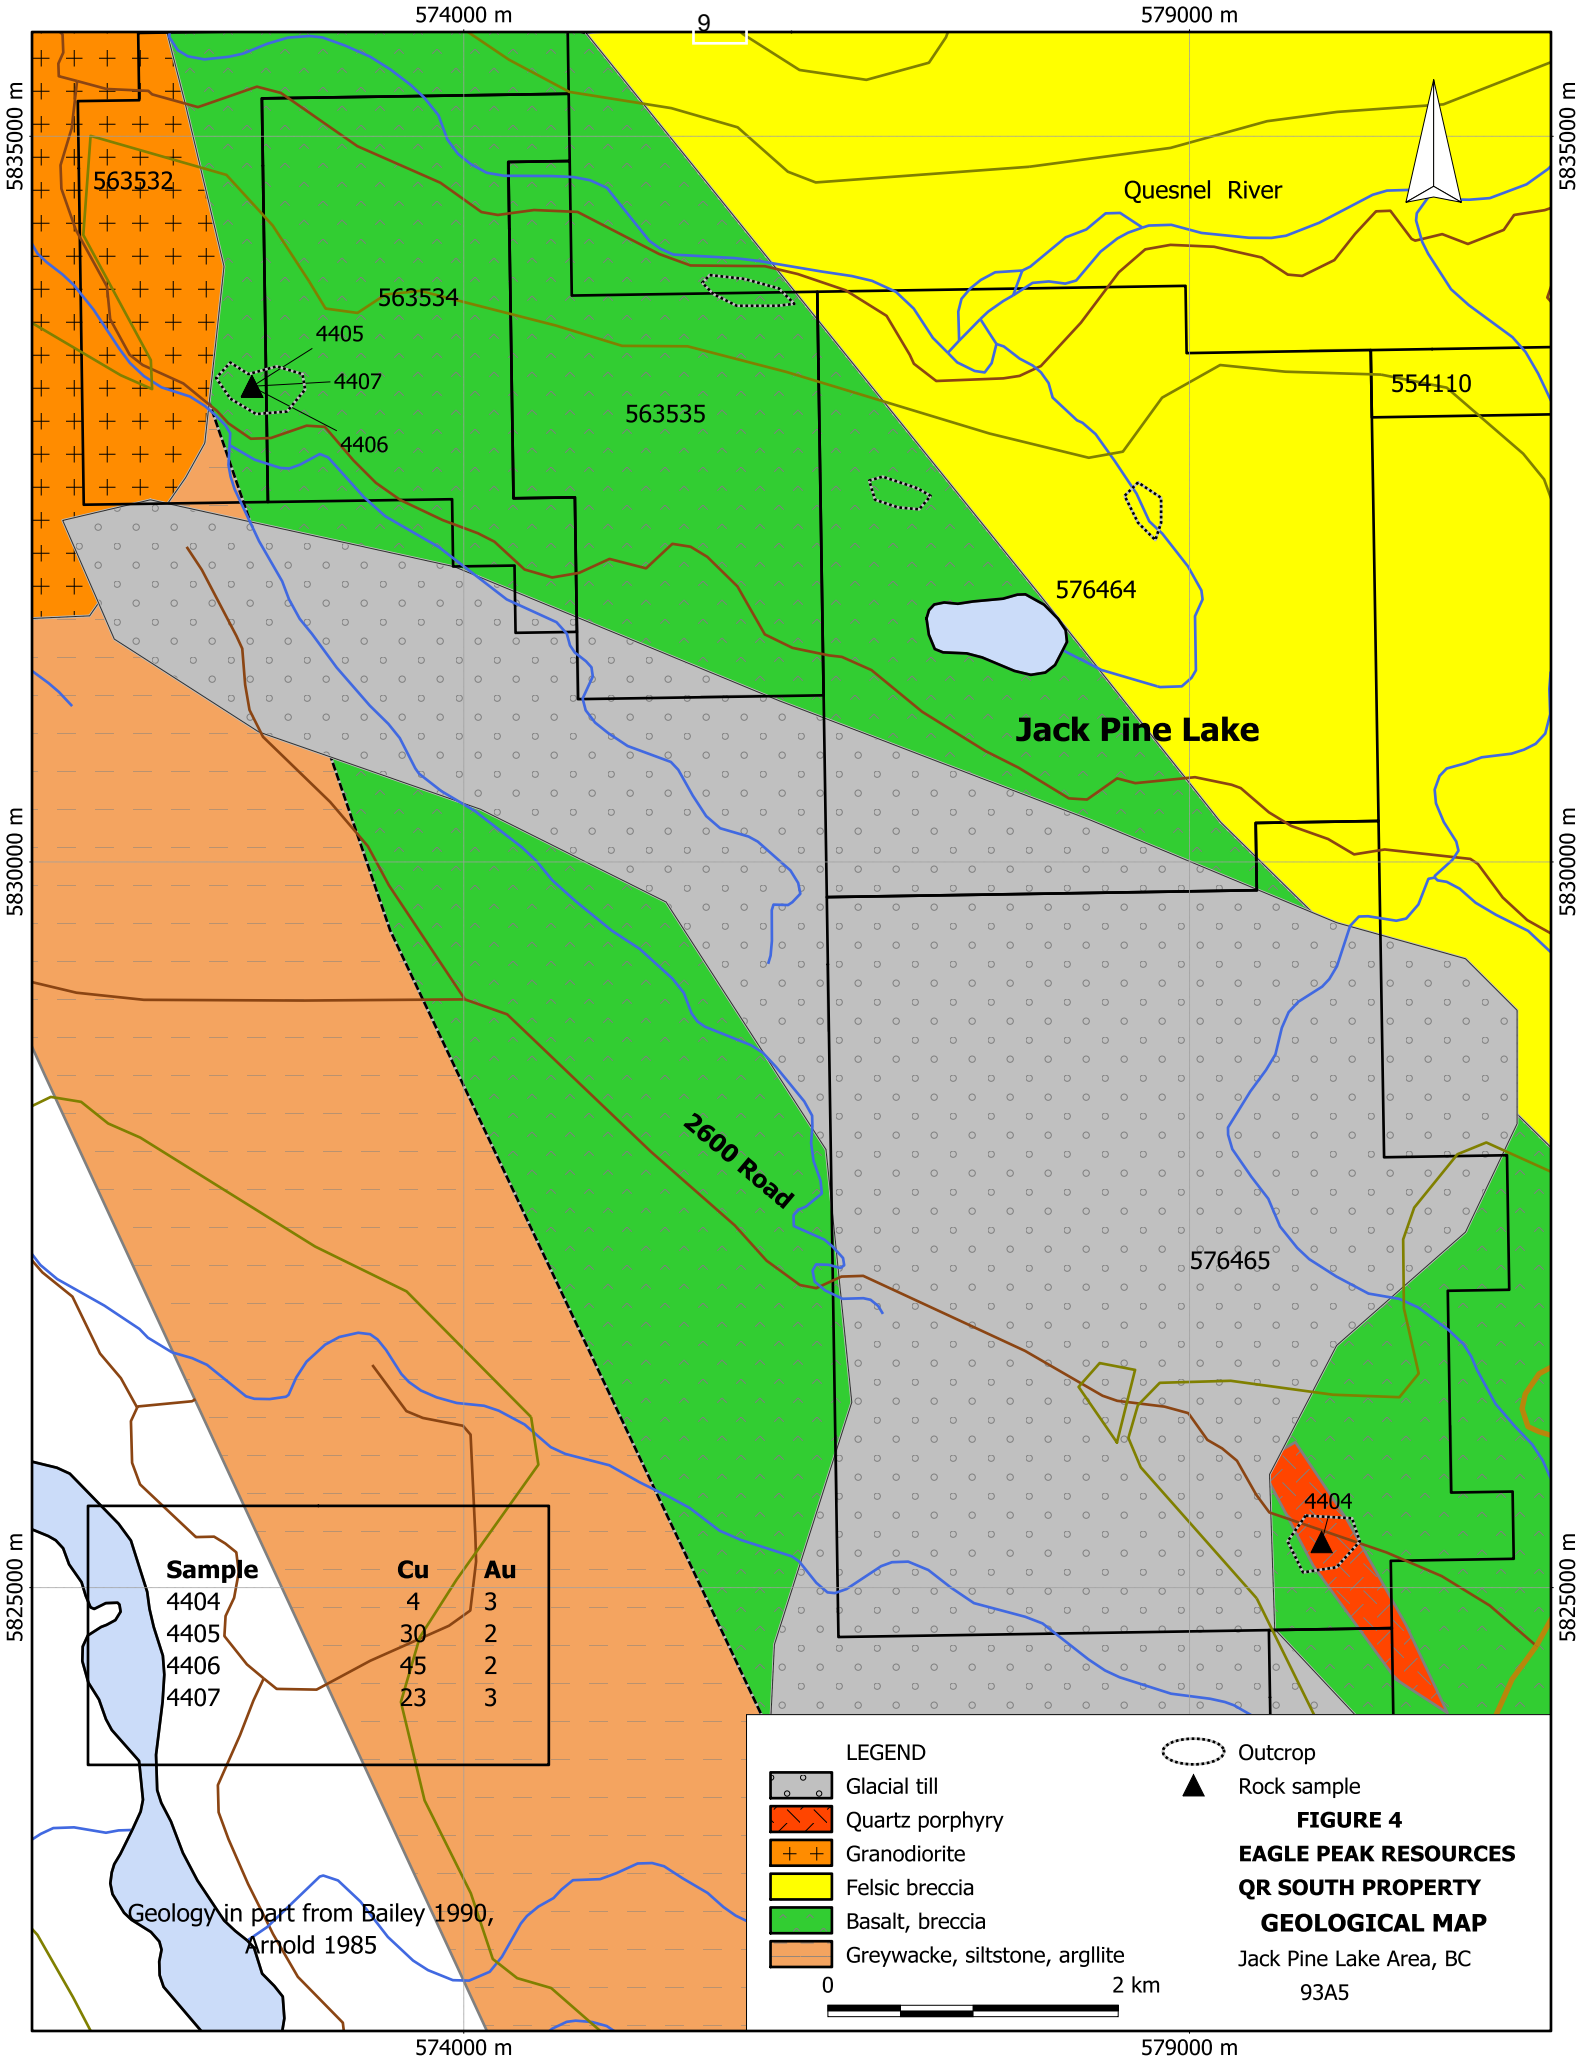 574000 m
9
579000 m
5835000 m
5835000 m
563532
Quesnel River
563534
4405
4407
4406
563535
554110
576464
Jack Pine Lake
5830000 m
5830000 m
2600 Road
576465
4404
5825000 m
5825000 m
Sample Cu Au
4404 4 3
4405 30 2
4406 45 2
4407 23 3
Geology in part from Bailey 1990,
Arnold 1985
LEGEND
Glacial till
Quartz porphyry
Granodiorite
Felsic breccia
Basalt, breccia
Greywacke, siltstone, argllite
0 2 km
Outcrop
Rock sample
FIGURE 4
EAGLE PEAK RESOURCES
QR SOUTH PROPERTY
GEOLOGICAL MAP
Jack Pine Lake Area, BC
93A5
574000 m
579000 m